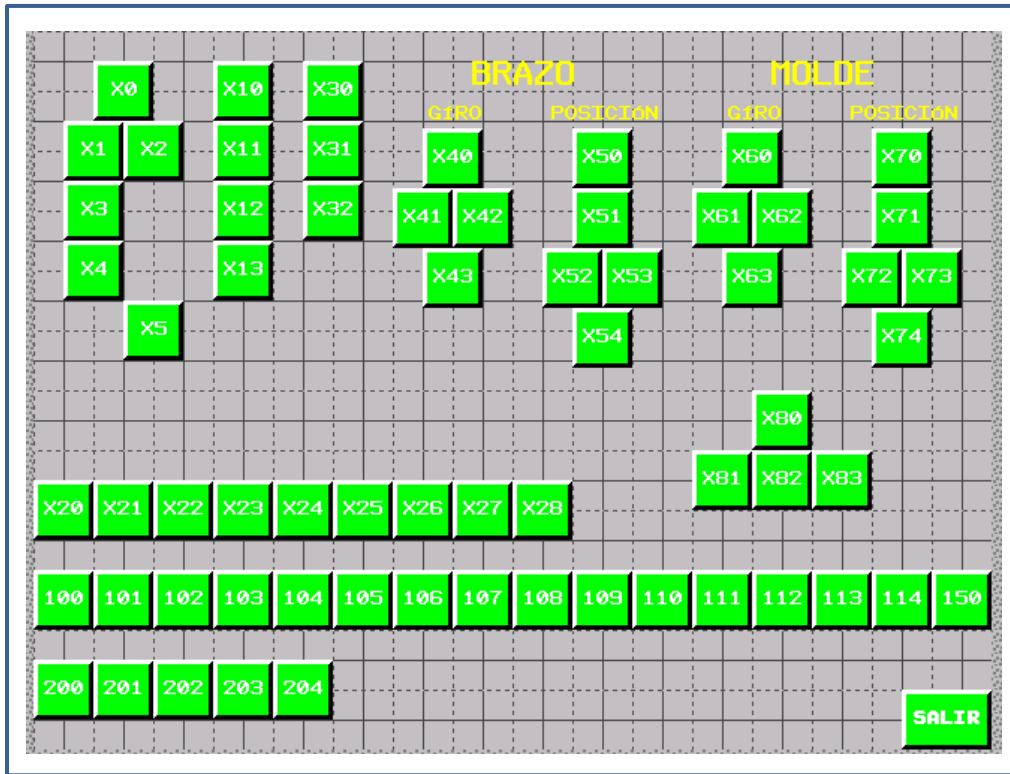 BRAZO MOLDE
X0 X10 X30
GiRO POSICIóN GiRO POSICIóN
X1 X2 X11 X31 X40 X50 X60 X70
X3 X12 X32 X41 X42 X51 X61 X62 X71
X4 X13 X43 X52 X53 X63 X72 X73
X5 X54 X74
X80
X81 X82 X83
X20 X21 X22 X23 X24 X25 X26 X27 X28
100 101 102 103 104 105 106 107 108 109 110 111 112 113 114 150
200 201 202 203 204
SALIR